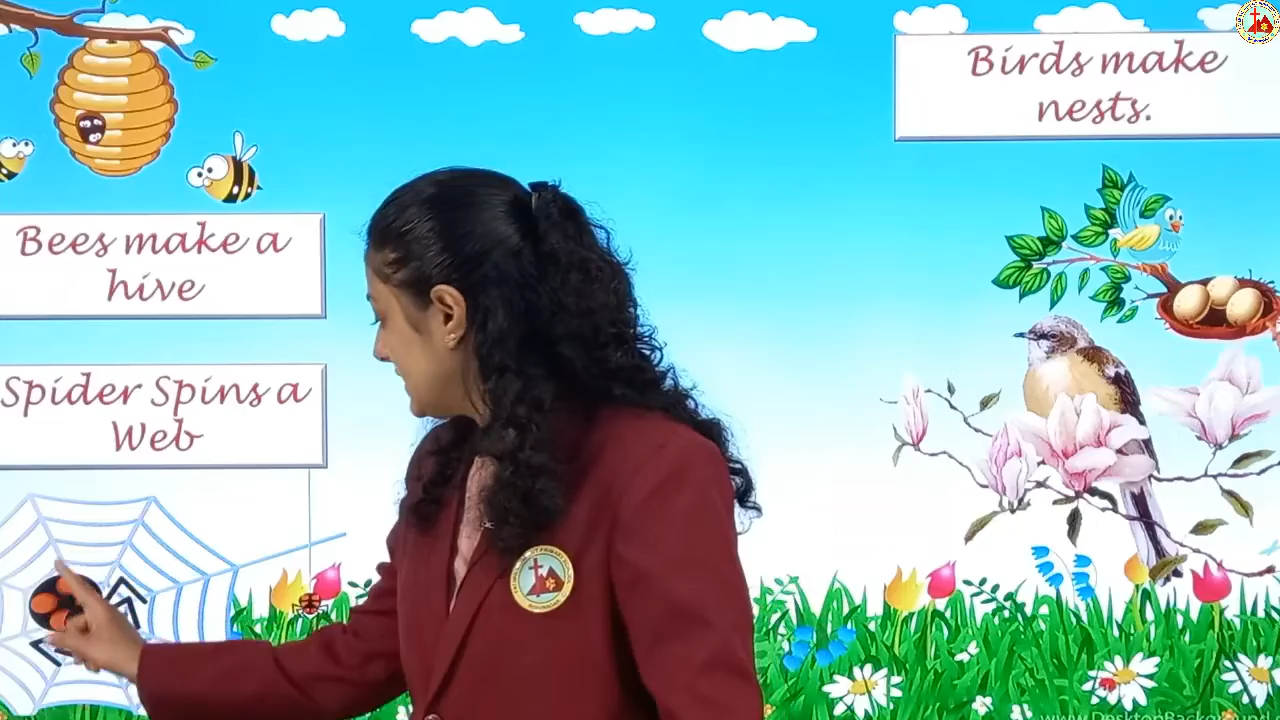 Birds make
nests.
Bees make a
hive
Spider Spins a
Web